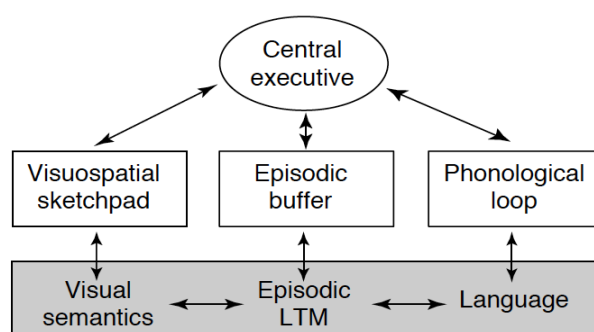 Central
executive
Visuospatial
sketchpad
Episodic
buffer
Phonological
loop
Visual
semantics
Episodic
LTM
Language